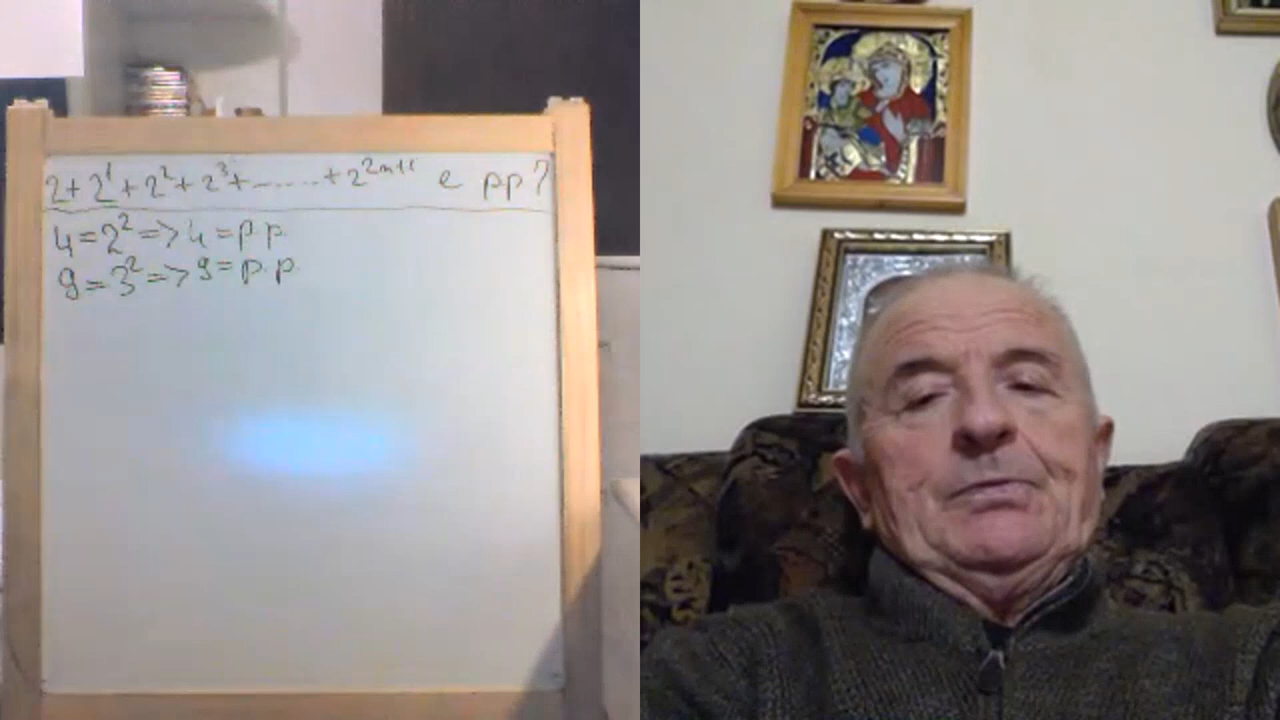 2+2¹+2²+2³+......+2²ⁿ⁺¹ e pp?
4=2²=>4=p.p.
9=3²=>9=p.p.